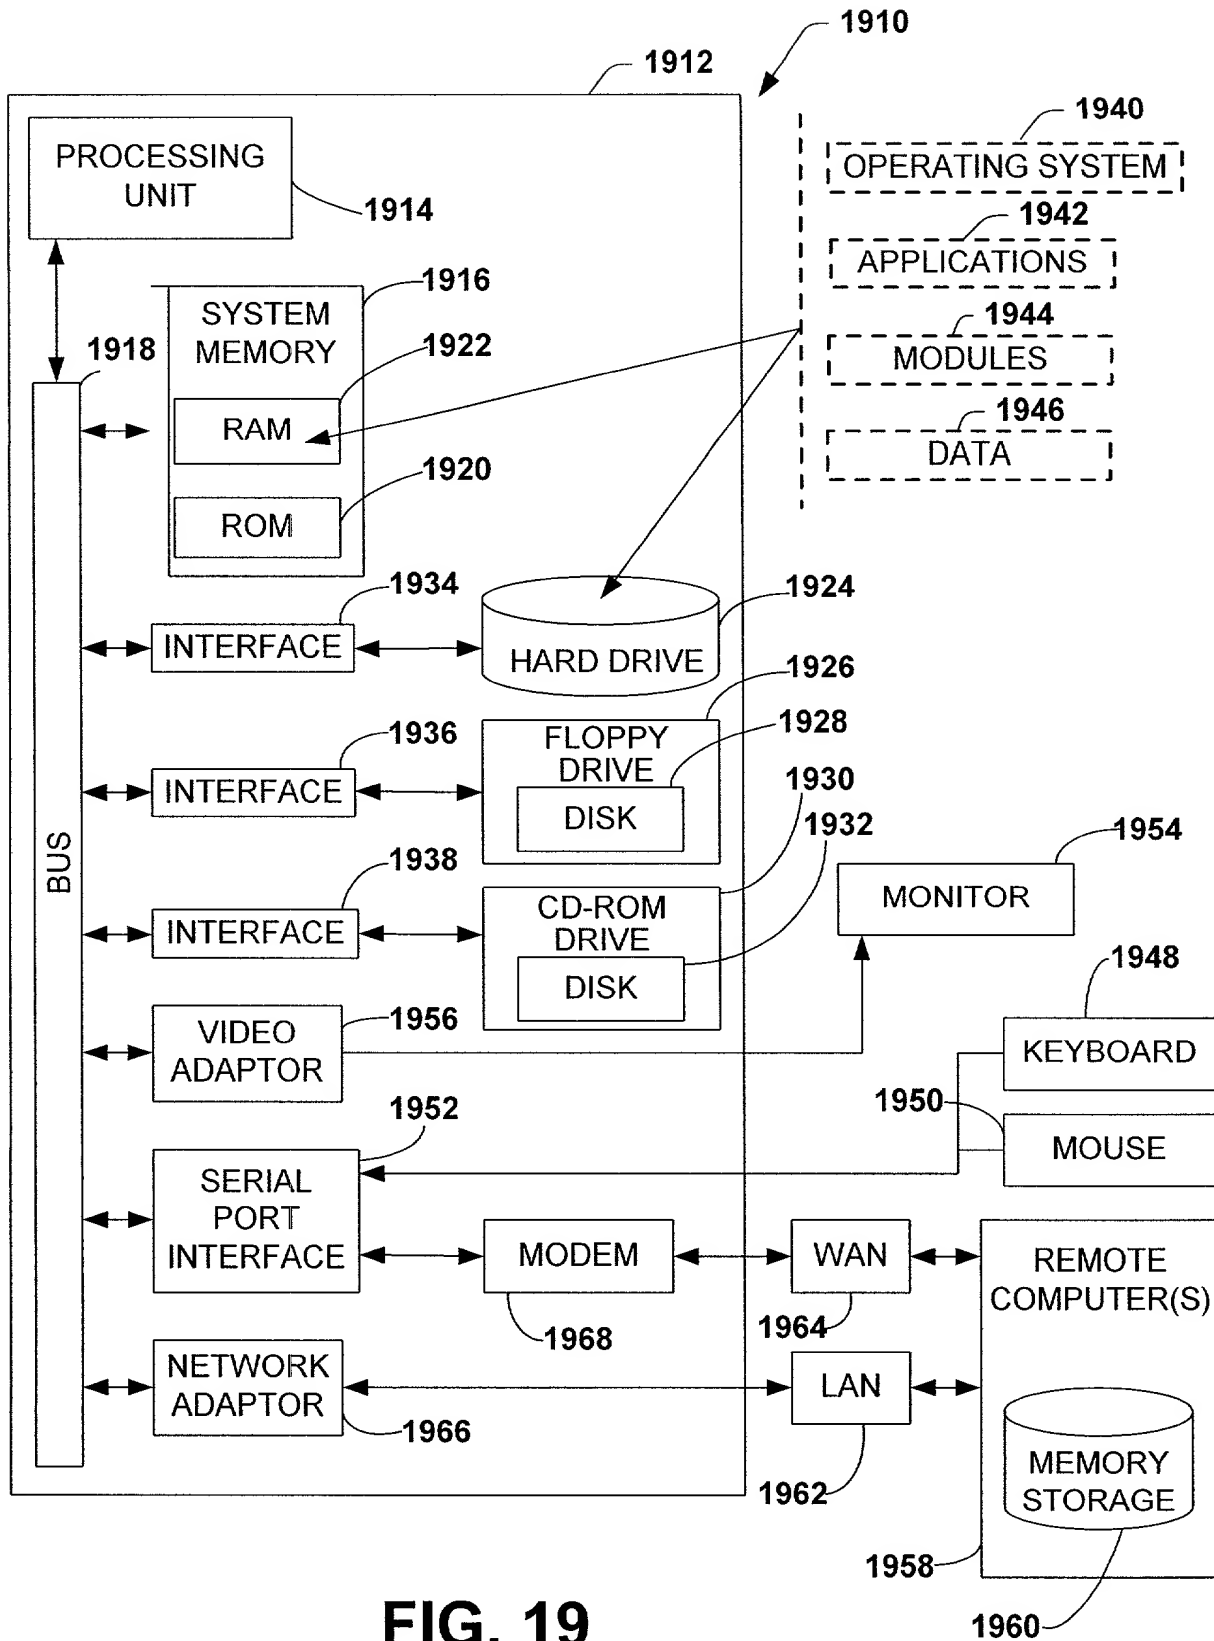 1910
1912
1940
PROCESSING
UNIT
OPERATING SYSTEM
1914
1942
APPLICATIONS
1916
SYSTEM
MEMORY
1944
1918
1922
MODULES
RAM
1946
DATA
1920
ROM
1934
1924
INTERFACE
HARD DRIVE
1926
1936
1928
FLOPPY
DRIVE
INTERFACE
1930
DISK
1932
1954
BUS
1938
MONITOR
CD-ROM
DRIVE
INTERFACE
1948
DISK
1956
VIDEO
ADAPTOR
KEYBOARD
1952
1950
MOUSE
SERIAL
PORT
INTERFACE
MODEM
WAN
REMOTE
COMPUTER(S)
1968
1964
NETWORK
ADAPTOR
LAN
1966
1962
MEMORY
STORAGE
1958
1960
FIG. 19